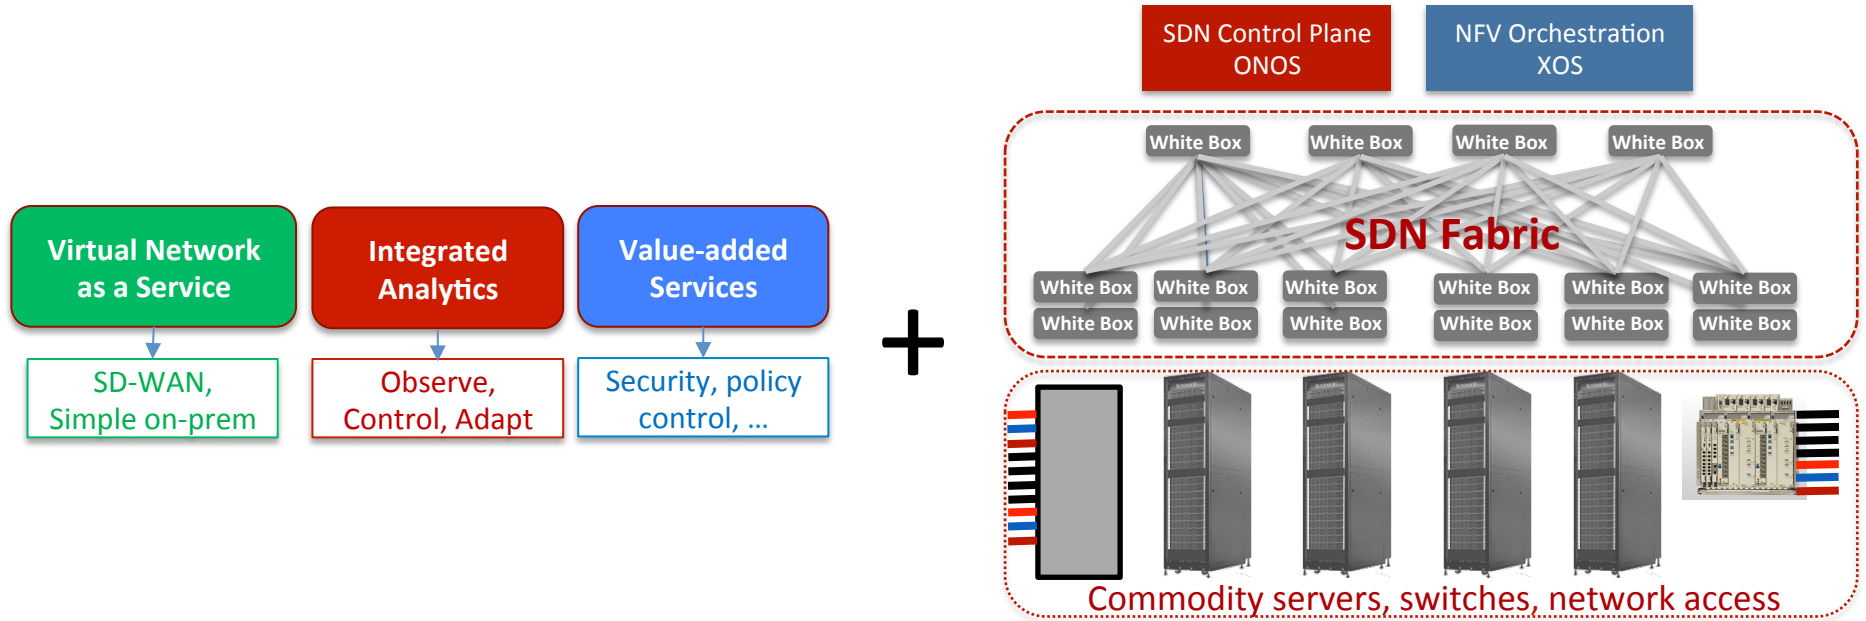 SDN Control Plane
ONOS
NFV Orchestration
XOS
White Box White Box White Box White Box
SDN Fabric
White Box White Box White Box White Box White Box White Box
White Box White Box White Box White Box White Box White Box
Virtual Network
as a Service
Integrated
Analytics
Value-added
Services
+
SD-WAN,
Simple on-prem
Observe,
Control, Adapt
Security, policy
control, ...
Commodity servers, switches, network access